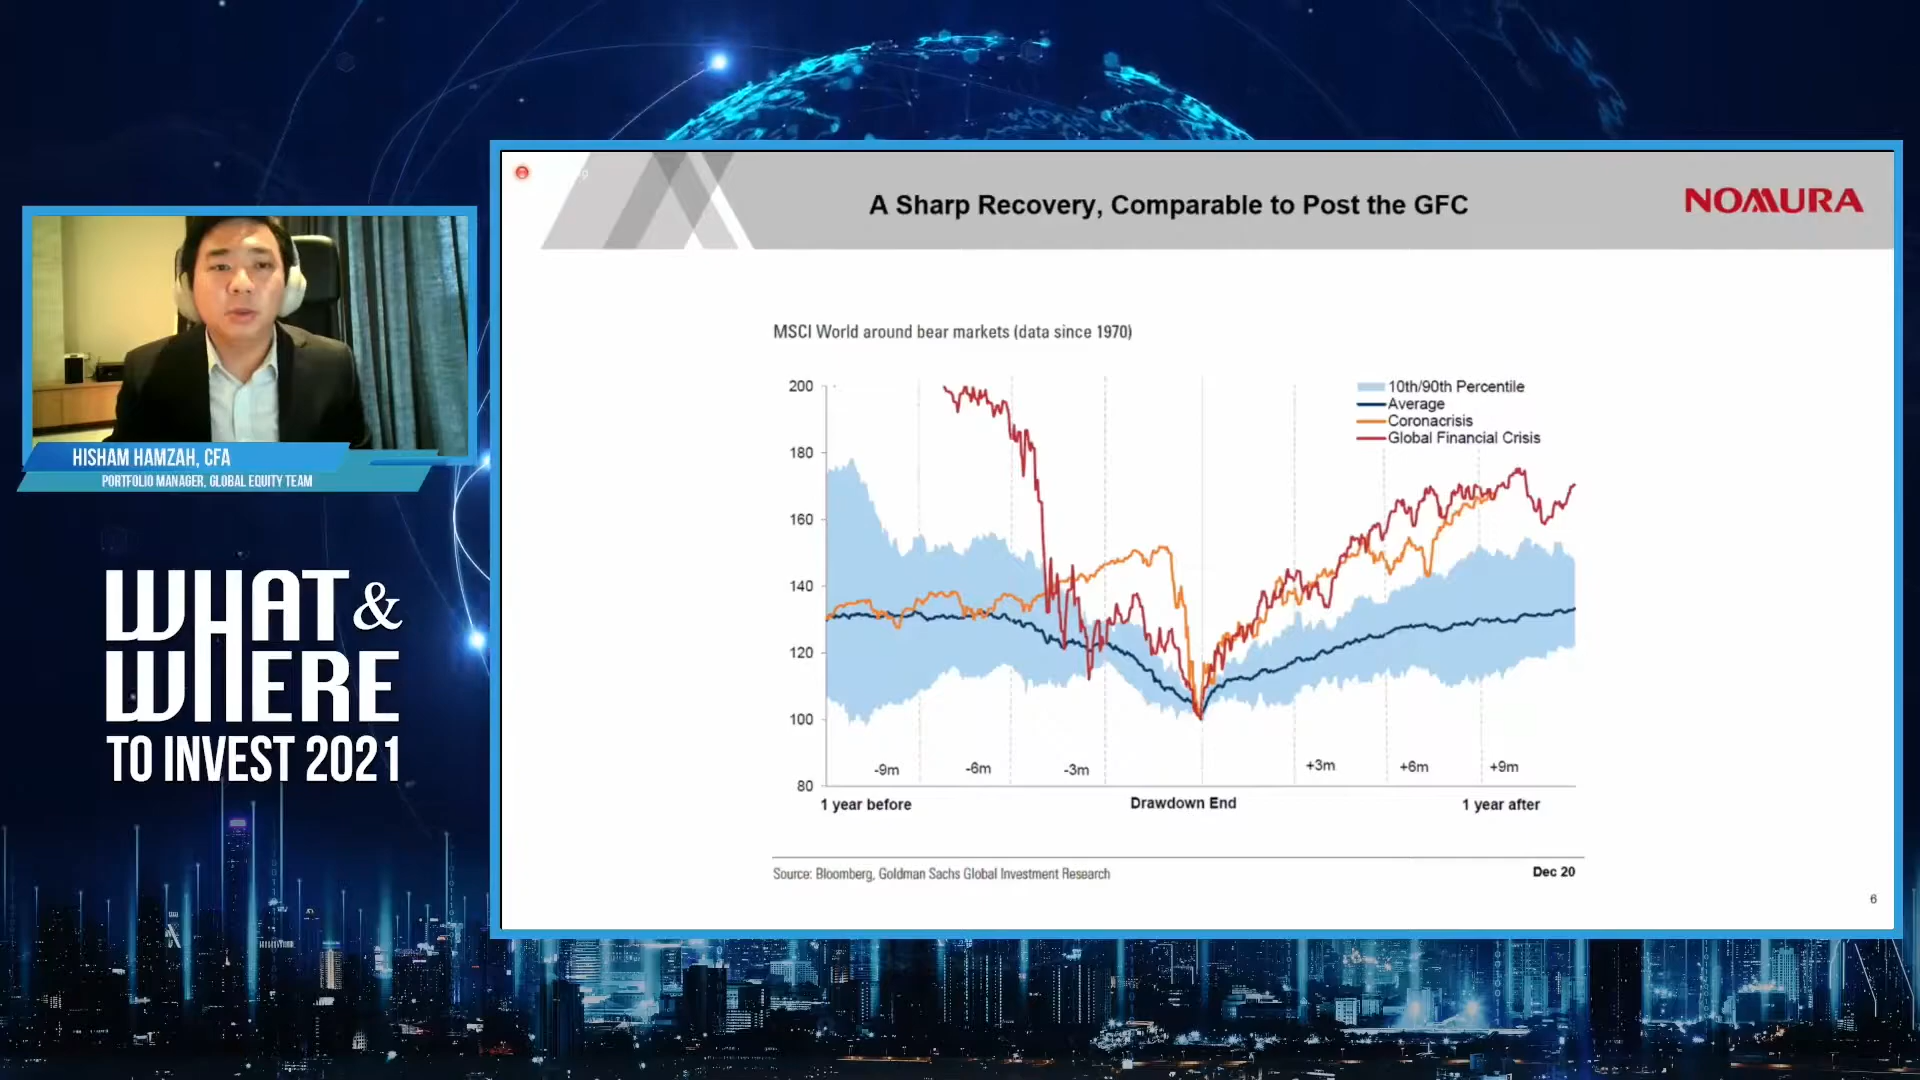 A Sharp Recovery, Comparable to Post the GFC
NOMURA
HISHAM HAMZAH, CFA
PORTFOLIO MANAGER, GLOBAL EQUITY TEAM
WHAT &
WHERE
TO INVEST 2021
MSCI World around bear markets (data since 1970)
10th/90th Percentile
Average
Coronacrisis
Global Financial Crisis
200
180
160
140
120
100
80
-9m
-6m
-3m
+3m
+6m
+9m
1 year before
Drawdown End
1 year after
Source: Bloomberg, Goldman Sachs Global Investment Research
Dec 20
6